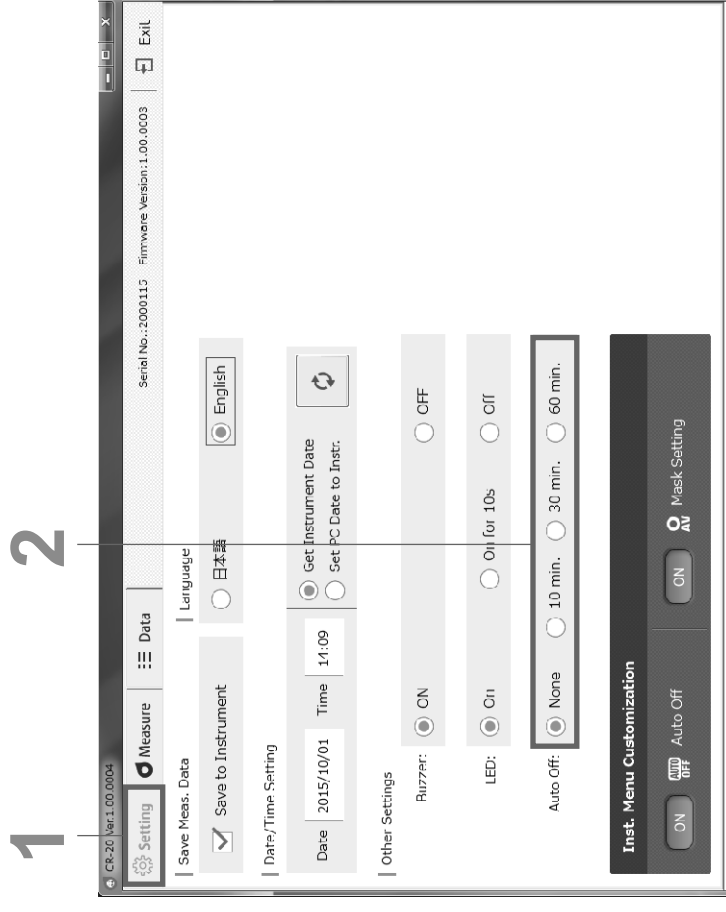 1
2
CR-20 Ver.1.00.0004
Setting
Measure
Data
Serial No.:2000115 Firmware Version:1.00.0003
Exit
Save Meas. Data
Save to Instrument
Language
日本語
English
Date/Time Setting
Date 2015/10/01 Time 14:09
Get Instrument Date
Set PC Date to Instr.
Other Settings
Buzzer: ON OFF
LED: On On for 10s Off
Auto Off: None 10 min. 30 min. 60 min.
Inst. Menu Customization
ON AUTO OFF Auto Off
ON AV Mask Setting